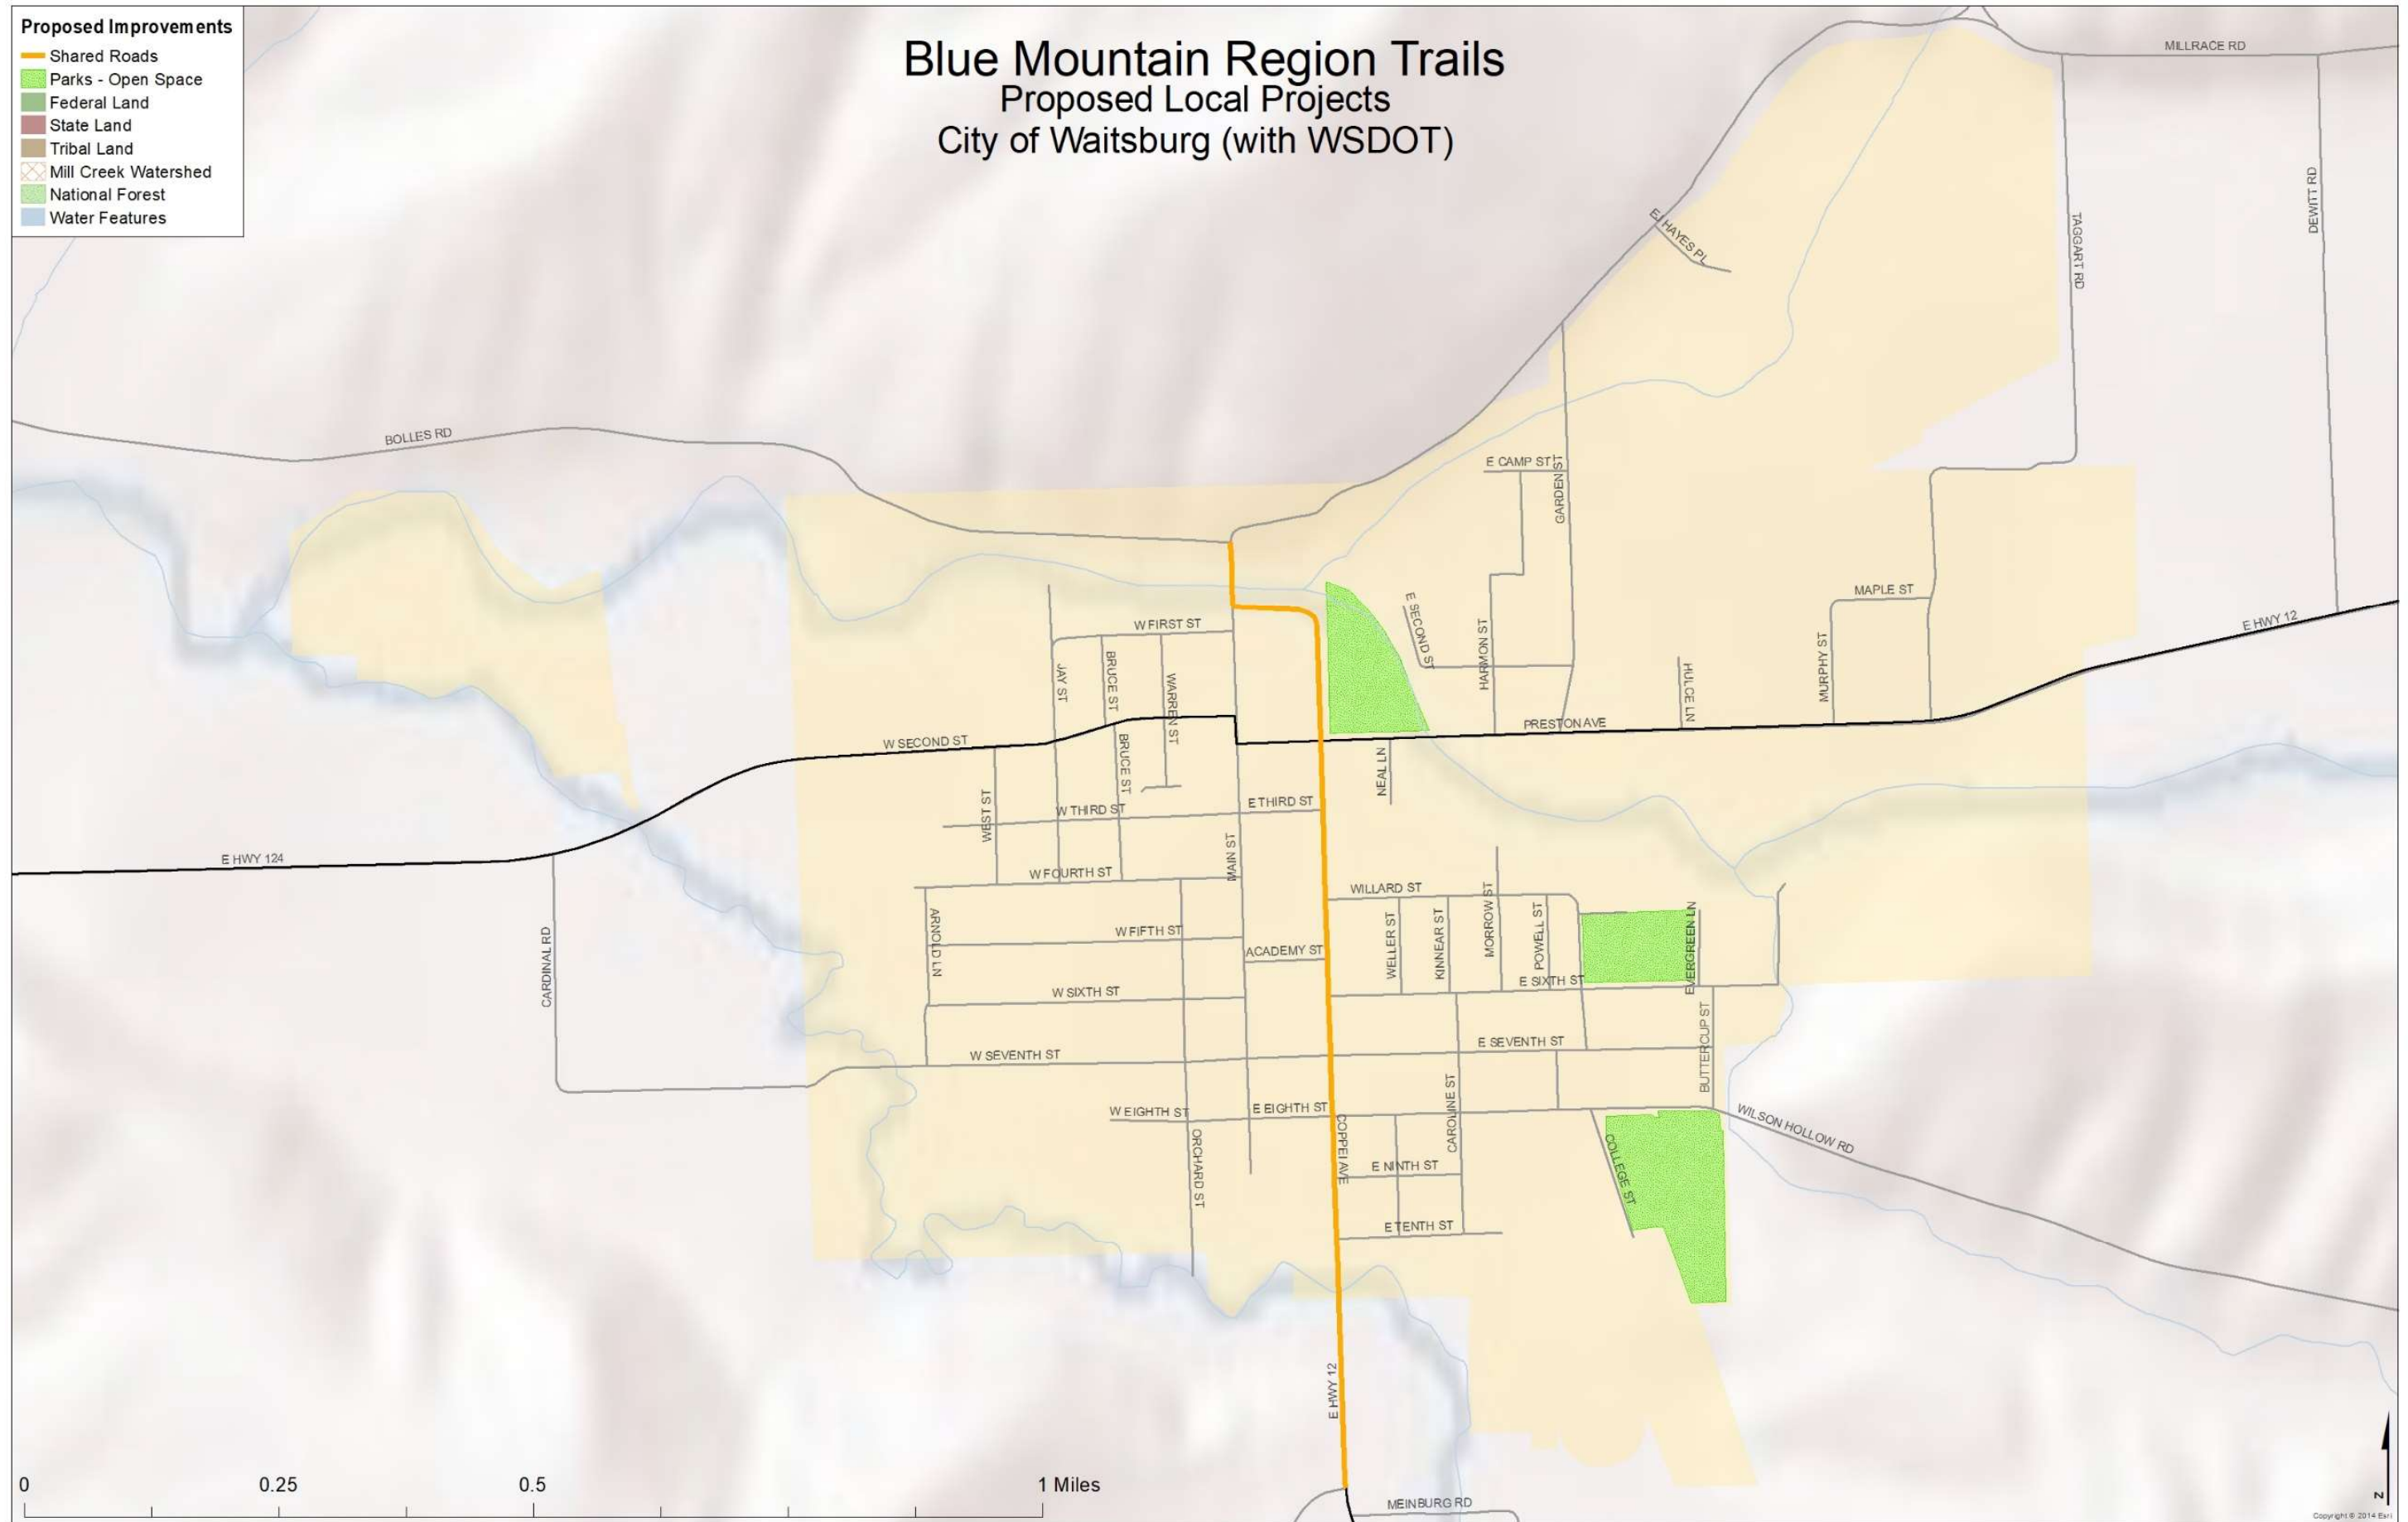 Proposed Improvements
Shared Roads
Parks - Open Space
Federal Land
State Land
Tribal Land
Mill Creek Watershed
National Forest
Water Features
Blue Mountain Region Trails
Proposed Local Projects
City of Waitsburg (with WSDOT)
MILLRACE RD
DEWITT RD
TAGGART RD
E HAYES PL
BOLLES RD
E CAMP ST
GARDEN ST
MAPLE ST
E SECOND ST
HARMON ST
HULCE LN
MURPHY ST
E HWY 12
W FIRST ST
JAY ST
BRUCE ST
WARREN ST
PRESTON AVE
W SECOND ST
BRUCE ST
NEAL LN
WEST ST
W THIRD ST
E THIRD ST
MAIN ST
E HWY 124
W FOURTH ST
WILLARD ST
ARNOLD LN
W FIFTH ST
ACADEMY ST
WELLER ST
KINNEAR ST
MORROW ST
POWELL ST
EVERGREEN LN
CARDINAL RD
W SIXTH ST
E SIXTH ST
W SEVENTH ST
E SEVENTH ST
BUTTERCUP ST
W EIGHTH ST
E EIGHTH ST
COPPEI AVE
CAROLINE ST
WILSON HOLLOW RD
ORCHARD ST
E NINTH ST
COLLEGE ST
E TENTH ST
E HWY 12
MEINBURG RD
0
0.25
0.5
1 Miles
N
Copyright © 2014 Esri